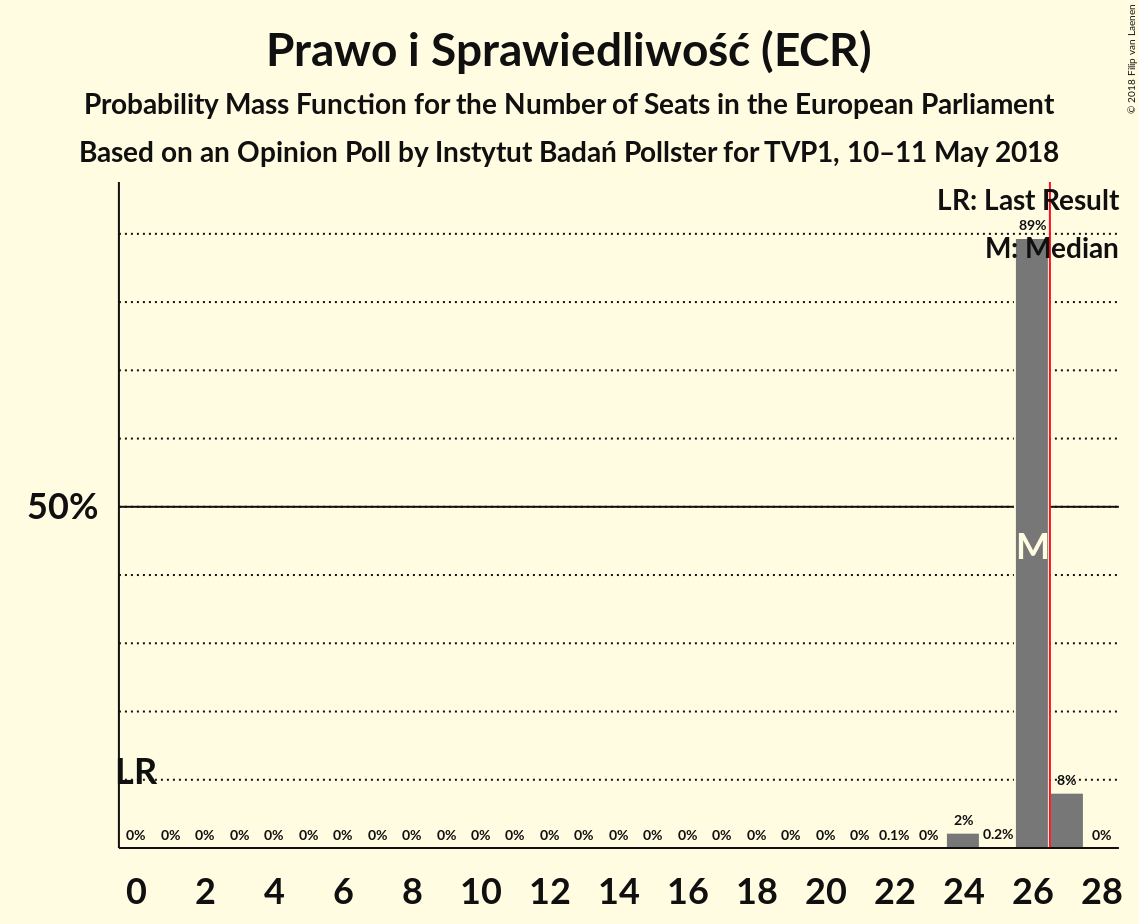 Prawo i Sprawiedliwość (ECR)
Probability Mass Function for the Number of Seats in the European Parliament
Based on an Opinion Poll by Instytut Badań Pollster for TVP1, 10–11 May 2018
© 2018 Filip van Laenen
LR: Last Result
89%
M: Median
50%
M
LR
8%
2%
0% 0% 0% 0% 0% 0% 0% 0% 0% 0% 0% 0% 0% 0% 0% 0% 0% 0% 0% 0% 0% 0% 0.1% 0% 0.2% 0%
0 2 4 6 8 10 12 14 16 18 20 22 24 26 28